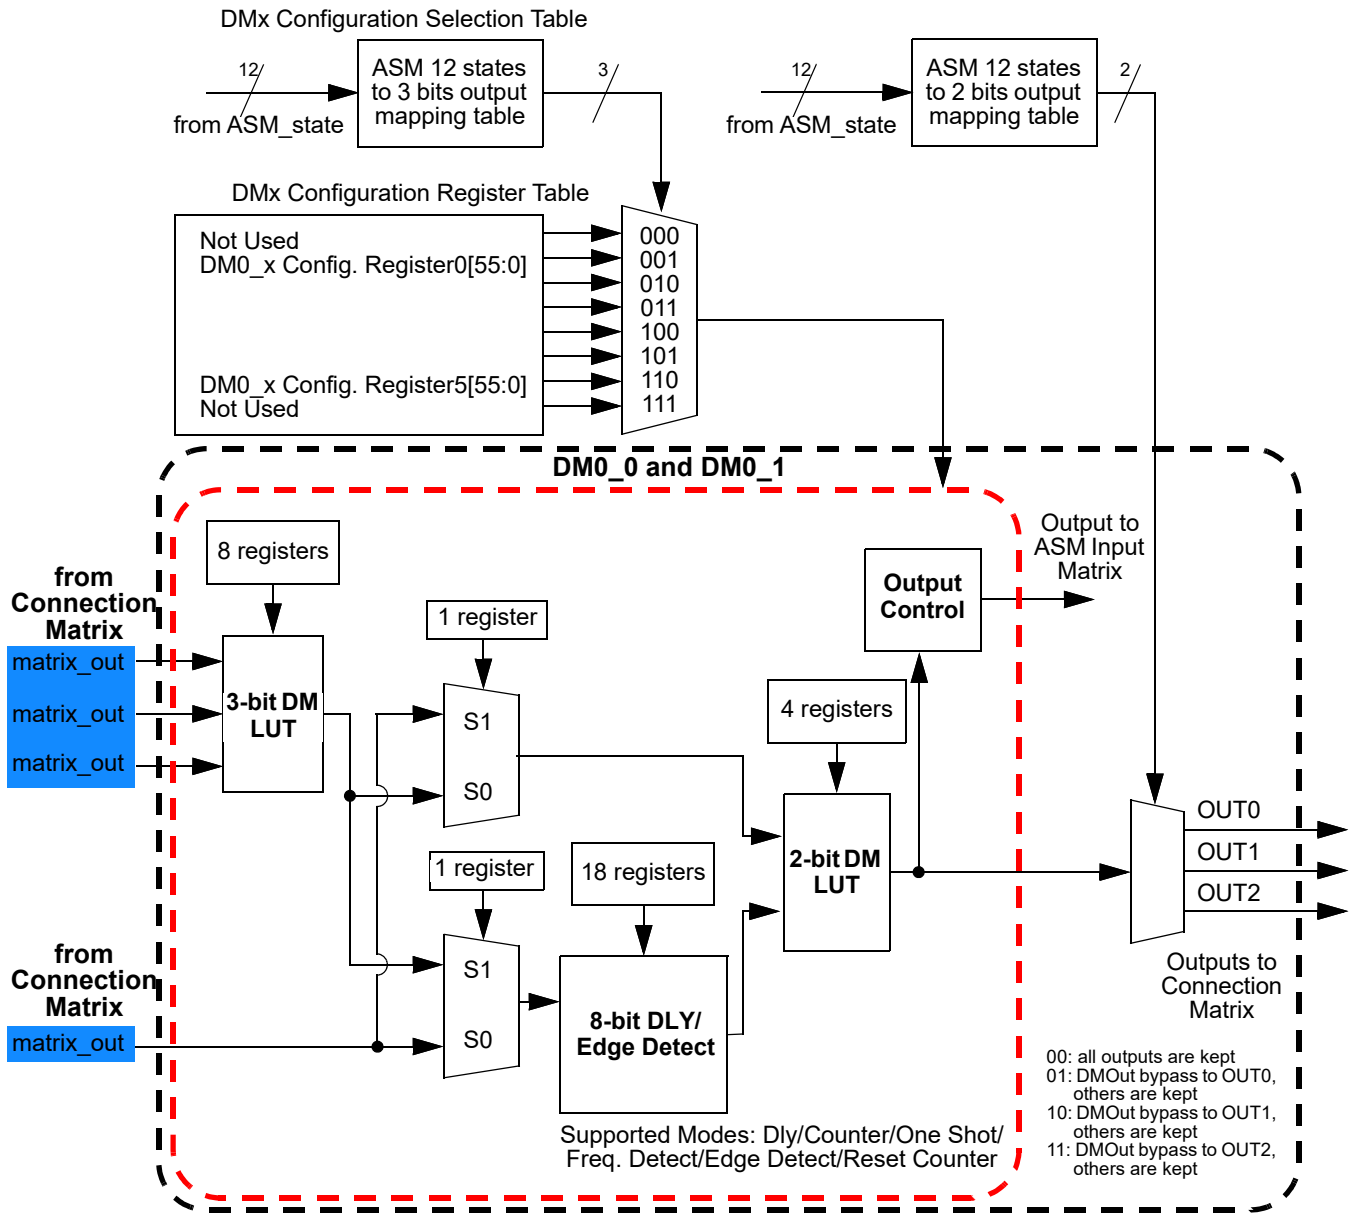 DMx Configuration Selection Table
12
ASM 12 states
to 3 bits output
mapping table
3
from ASM_state
12
ASM 12 states
to 2 bits output
mapping table
2
from ASM_state
DMx Configuration Register Table
Not Used
DM0_x Config. Register0[55:0]
DM0_x Config. Register5[55:0]
Not Used
000
001
010
011
100
101
110
111
DM0_0 and DM0_1
8 registers
from
Connection
Matrix
matrix_out
matrix_out
matrix_out
3-bit DM
LUT
1 register
S1
S0
Output
Control
Output to
ASM Input
Matrix
4 registers
2-bit DM
LUT
OUT0
OUT1
OUT2
1 register
18 registers
from
Connection
Matrix
matrix_out
S1
S0
8-bit DLY/
Edge Detect
Outputs to
Connection
Matrix
Supported Modes: Dly/Counter/One Shot/
Freq. Detect/Edge Detect/Reset Counter
00: all outputs are kept
01: DMOut bypass to OUT0,
others are kept
10: DMOut bypass to OUT1,
others are kept
11: DMOut bypass to OUT2,
others are kept